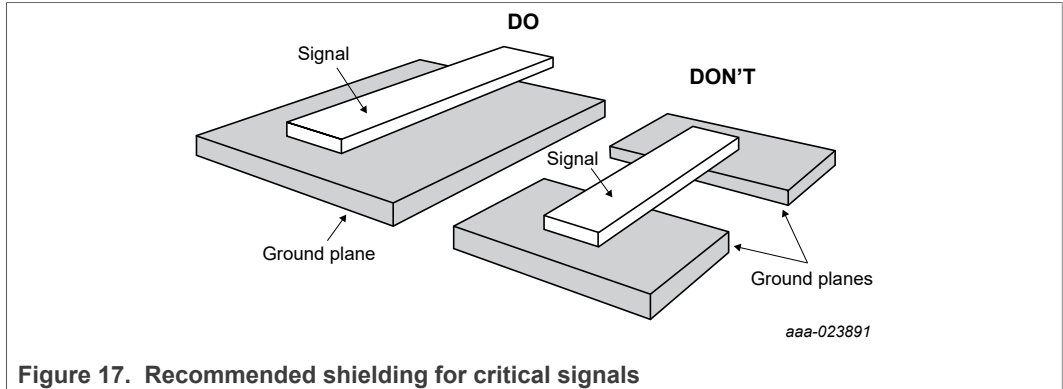 DO
Signal
Ground plane
DON'T
Signal
Ground planes
aaa-023891
Figure 17. Recommended shielding for critical signals